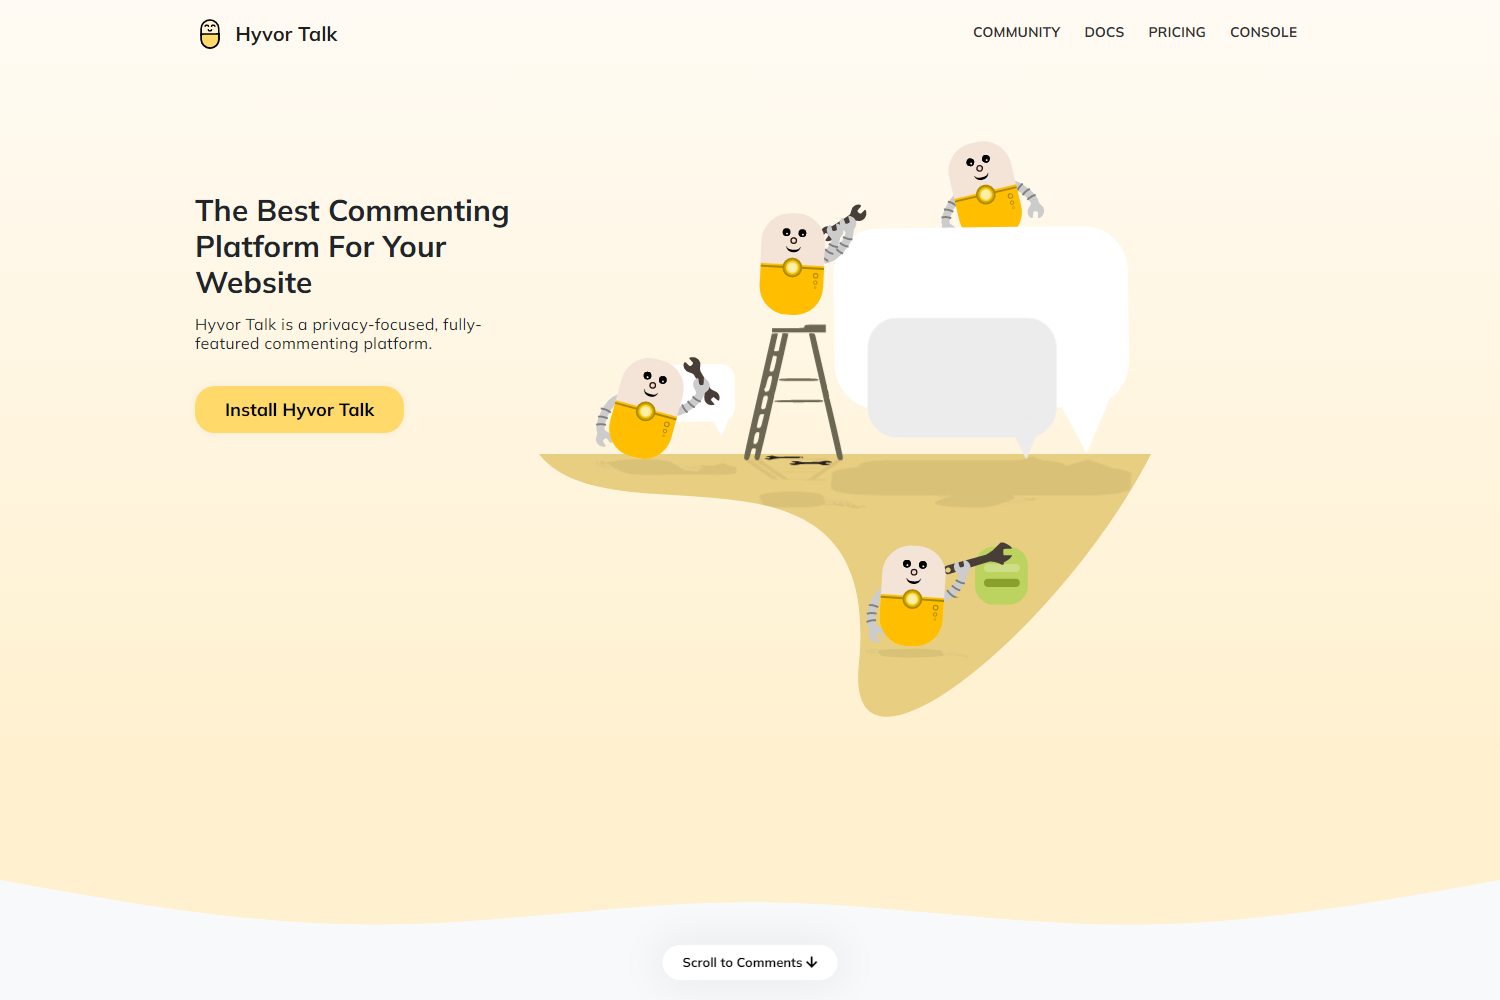 Hyvor Talk
COMMUNITY DOCS PRICING CONSOLE
The Best Commenting
Platform For Your
Website
Hyvor Talk is a privacy-focused, fully-
featured commenting platform.
Install Hyvor Talk
Scroll to Comments